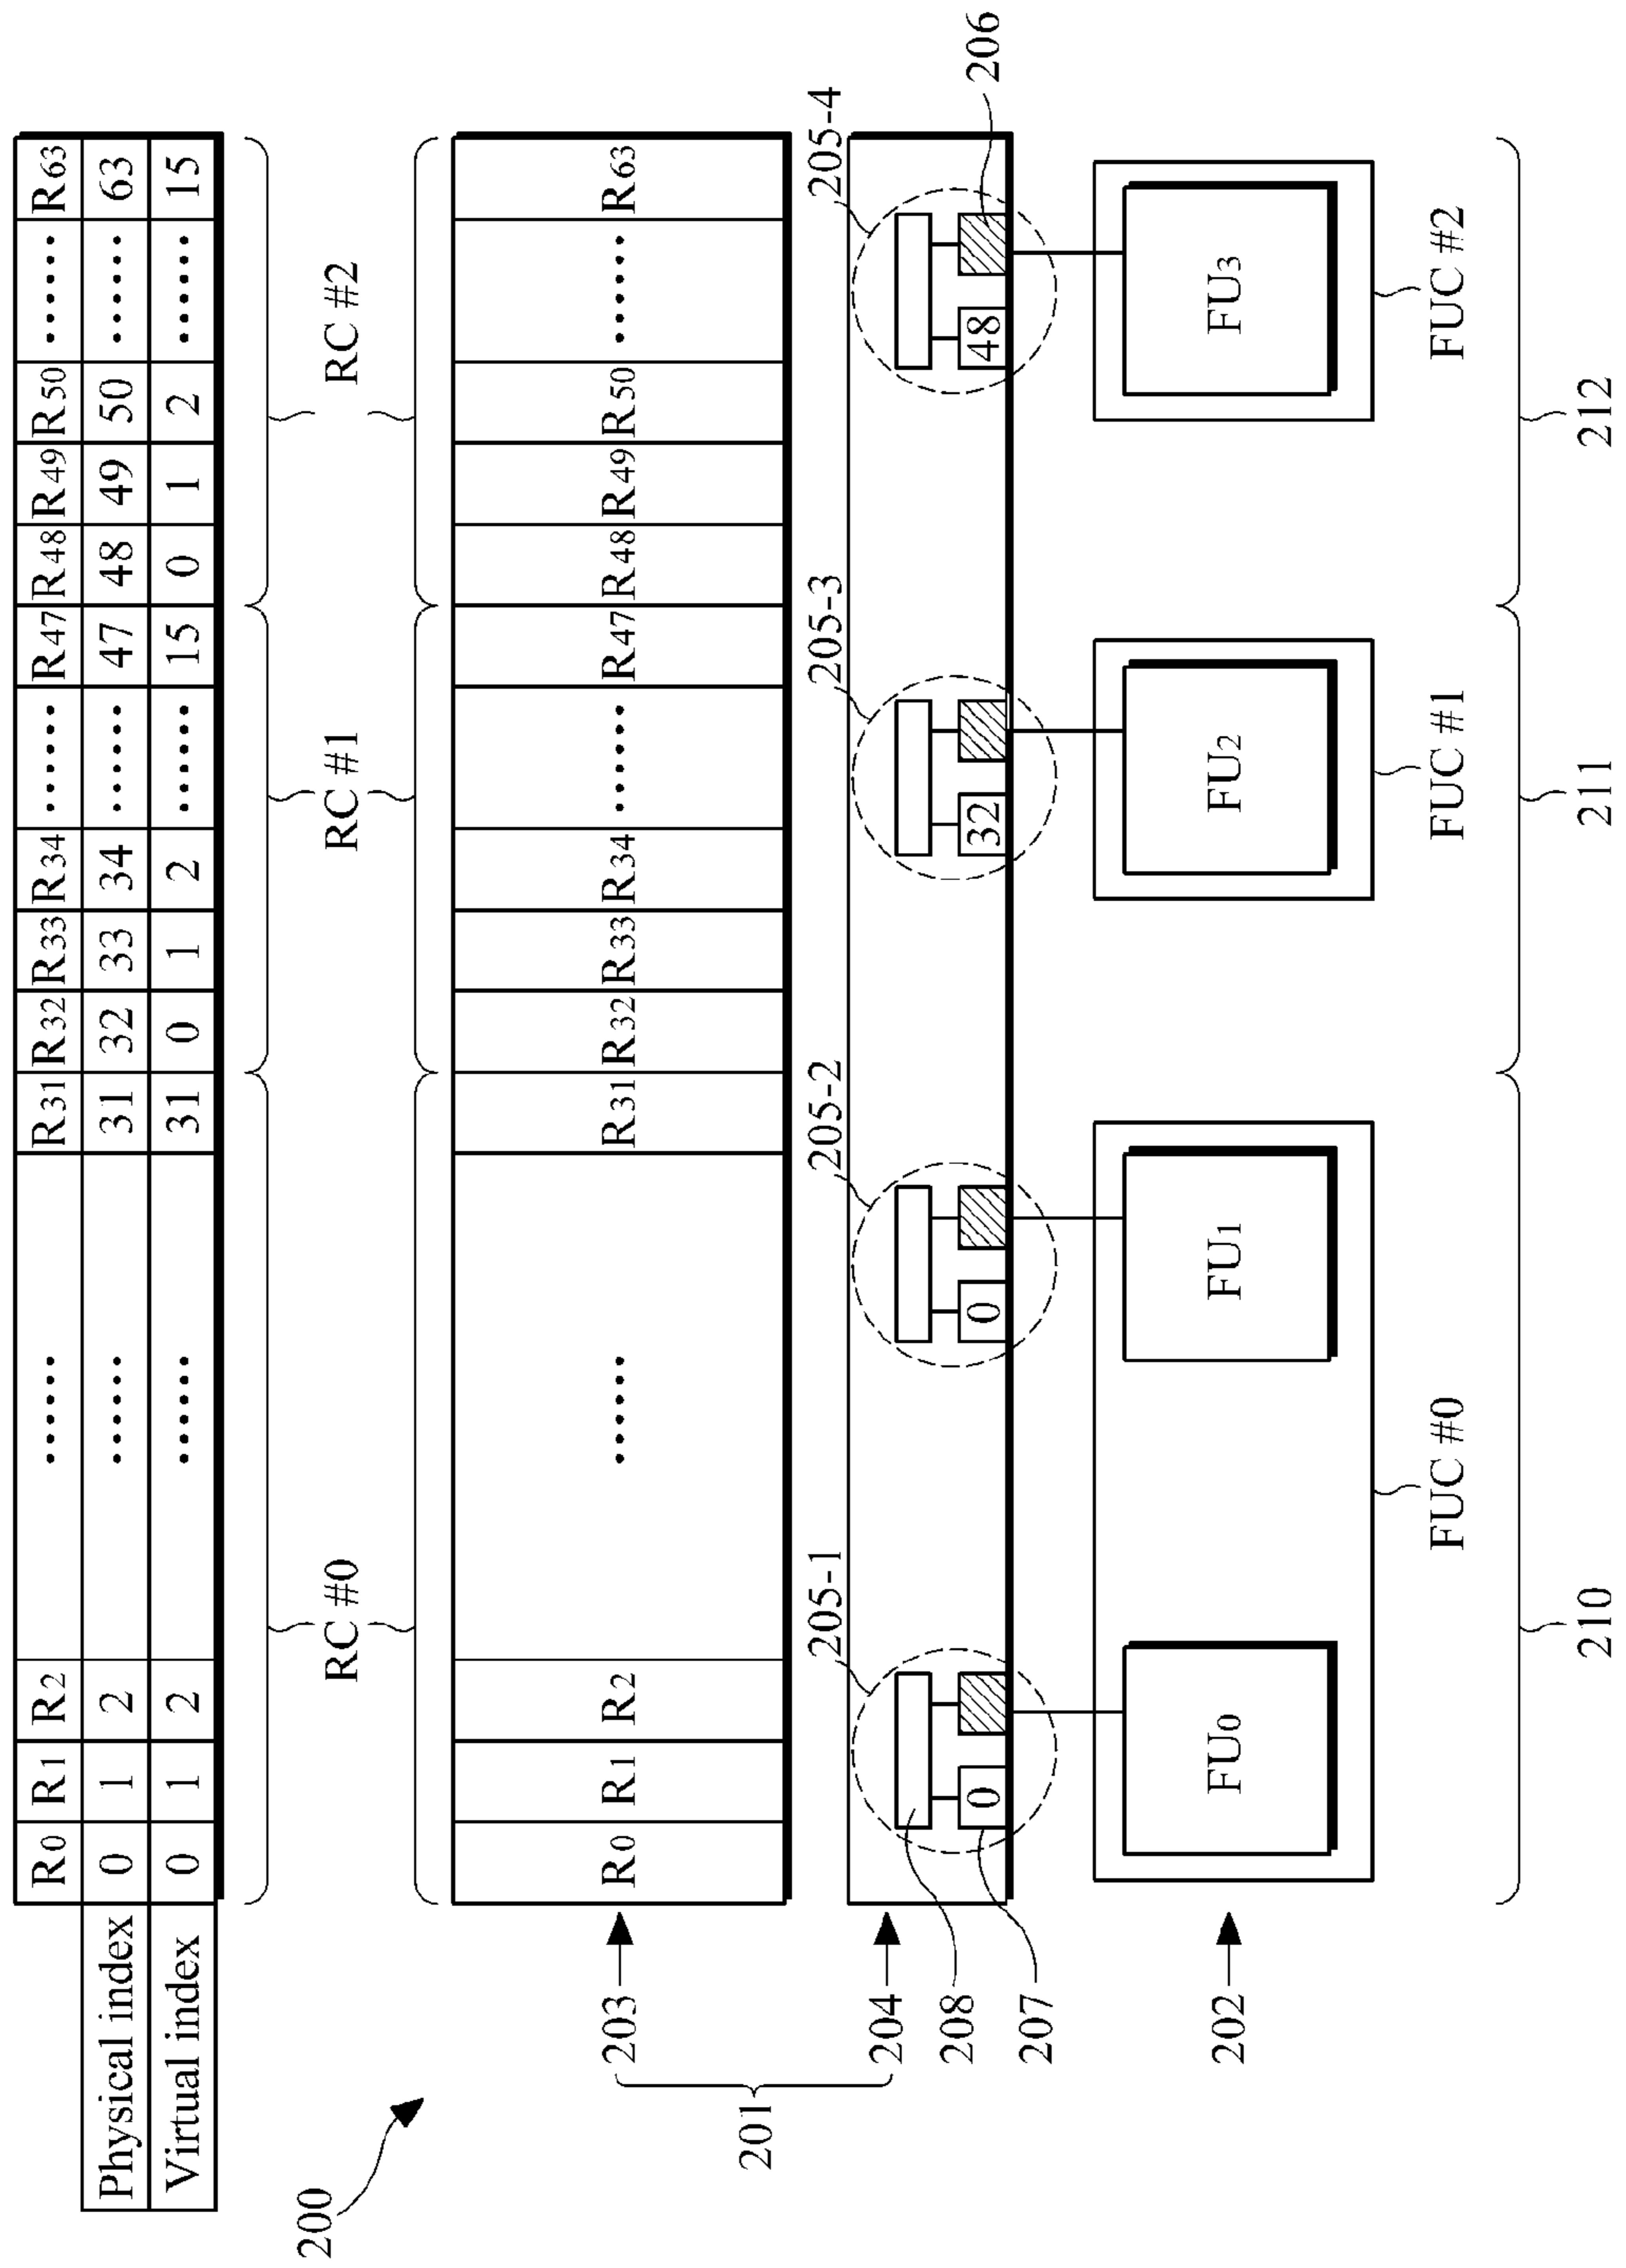 R0 R1 R2 ...... R31 R32 R33 R34 ...... R47 R48 R49 R50 ...... R63
Physical index 0 1 2 ...... 31 32 33 34 ...... 47 48 49 50 ...... 63
Virtual index 0 1 2 ...... 31 0 1 2 ...... 15 0 1 2 ...... 15
200
RC #0 RC #1 RC #2
203 R0 R1 R2 ...... R31 R32 R33 R34 ...... R47 R48 R49 R50 ...... R63
201
205-1 205-2 205-3 205-4
204
208
207 0 0 32 48 206
202 FU0 FU1 FU2 FU3
FUC #0 FUC #1 FUC #2
210 211 212